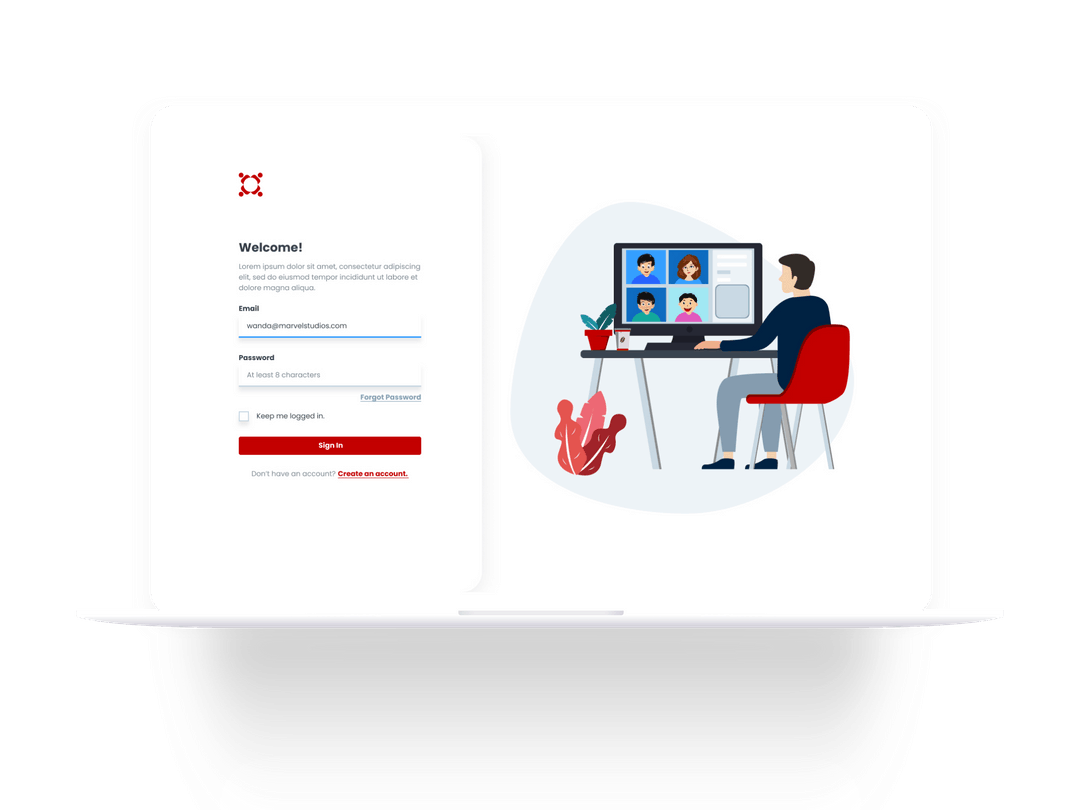 Welcome!
Lorem ipsum dolor sit amet, consectetur adipiscing
elit, sed do eiusmod tempor incididunt ut labore et
dolore magna aliqua.
Email
wanda@marvelstudios.com
Password
At least 8 characters
Forgot Password
Keep me logged in.
Sign In
Don't have an account? Create an account.